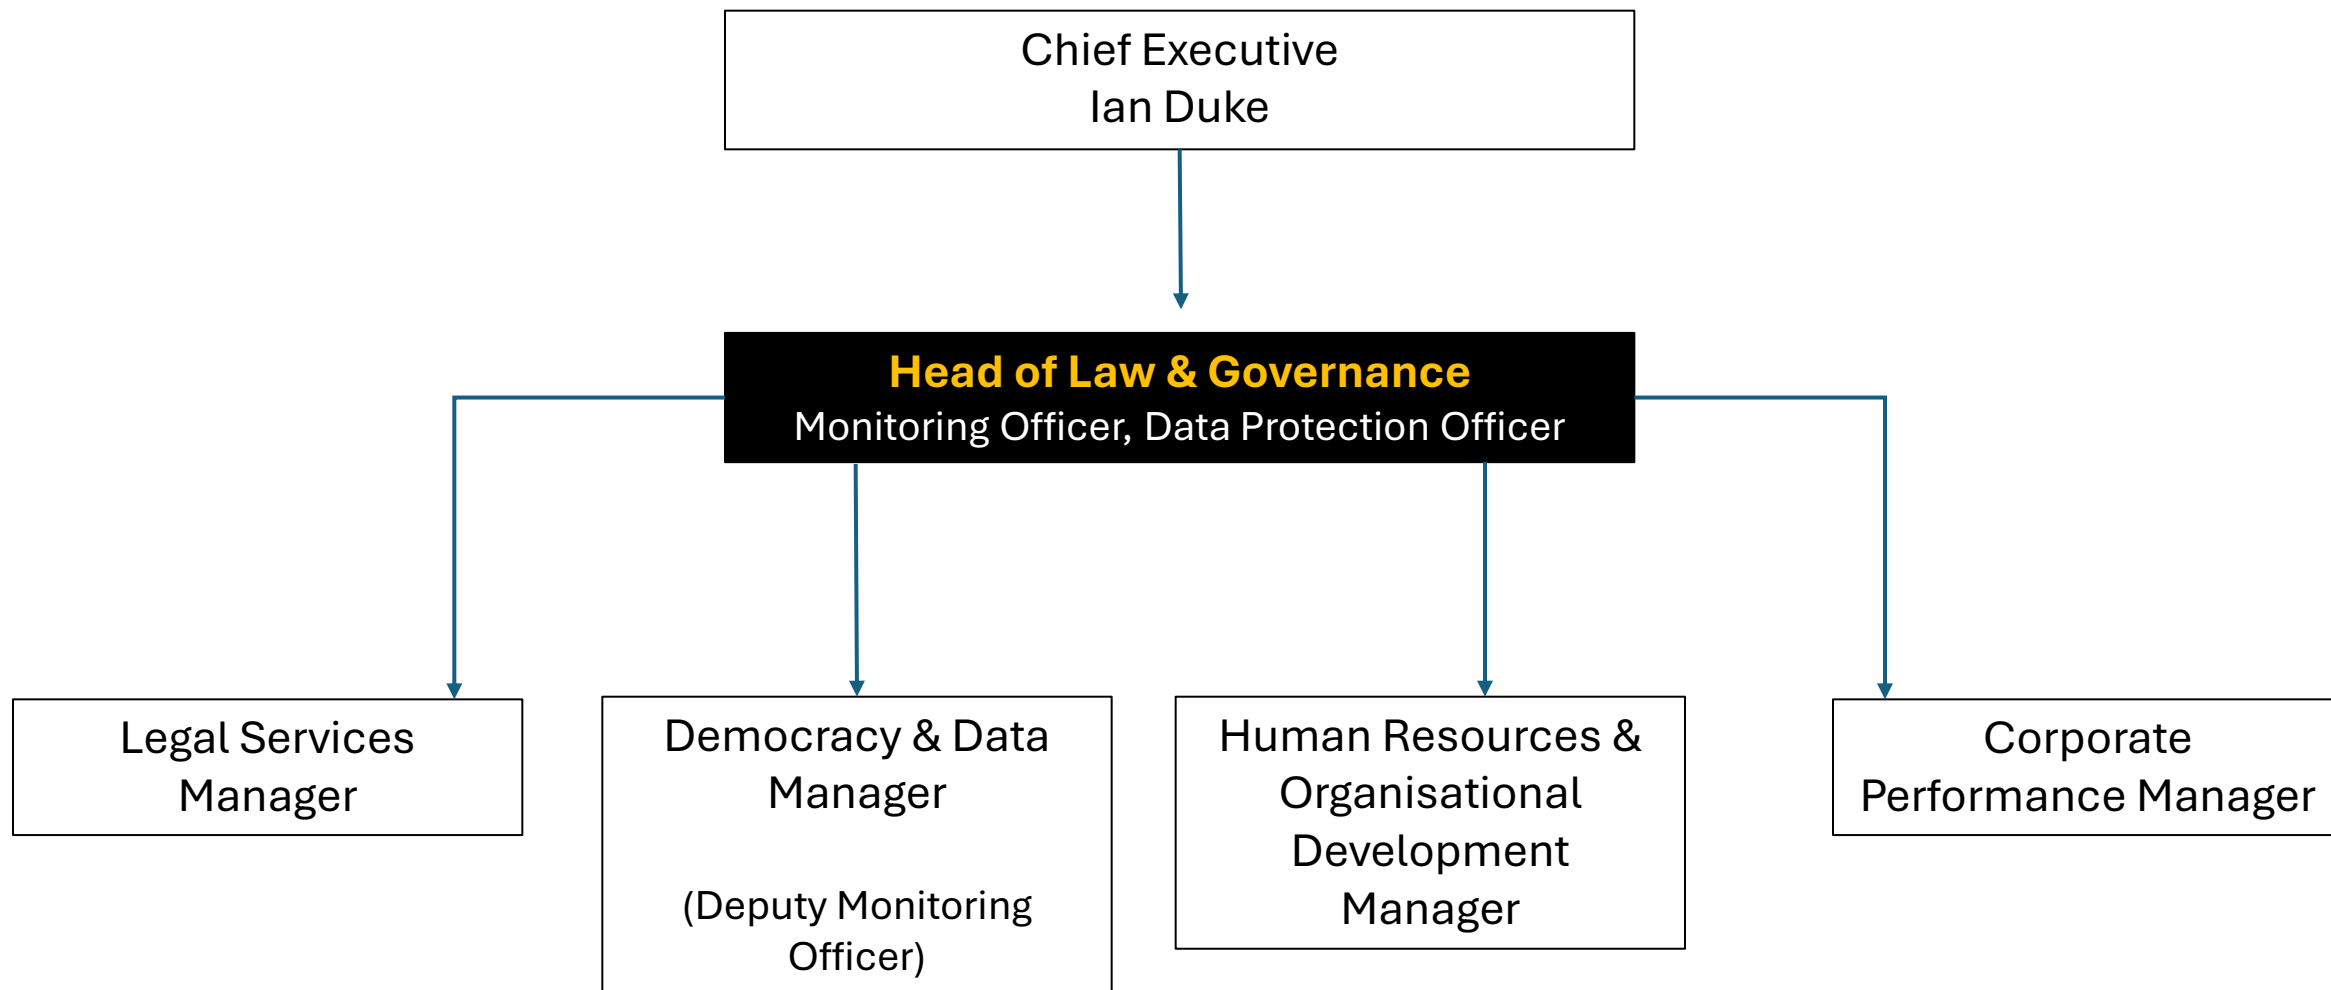 Chief Executive
Ian Duke
Head of Law & Governance
Monitoring Officer, Data Protection Officer
Legal Services
Manager
Democracy & Data
Manager
(Deputy Monitoring
Officer)
Human Resources &
Organisational
Development
Manager
Corporate
Performance Manager